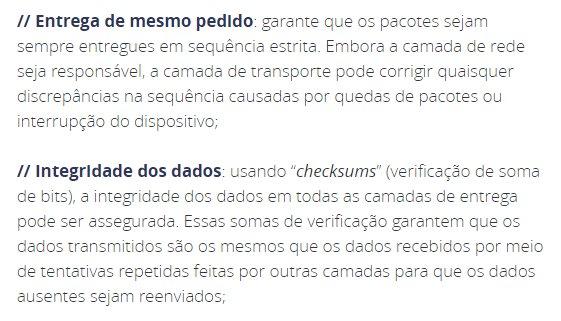 // Entrega de mesmo pedido: garante que os pacotes sejam
sempre entregues em sequência estrita. Embora a camada de rede
seja responsável, a camada de transporte pode corrigir quaisquer
discrepâncias na sequência causadas por quedas de pacotes ou
interrupção do dispositivo;
// Integridade dos dados: usando “checksums” (verificação de soma
de bits), a integridade dos dados em todas as camadas de entrega
pode ser assegurada. Essas somas de verificação garantem que os
dados transmitidos são os mesmos que os dados recebidos por meio
de tentativas repetidas feitas por outras camadas para que os dados
ausentes sejam reenviados;